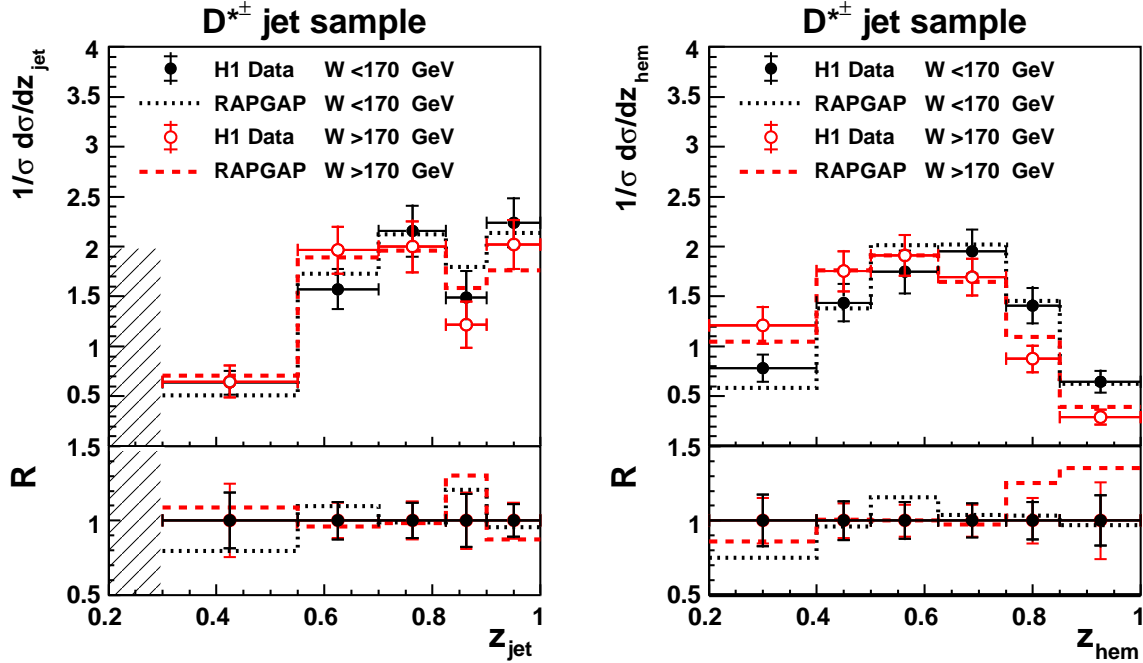 D*± jet sample
1/σ dσ/dz_jet
4
3.5
3
2.5
2
1.5
1
0.5
H1 Data W <170 GeV
RAPGAP W <170 GeV
H1 Data W >170 GeV
RAPGAP W >170 GeV
R
1.5
1
0.5
0.2 0.4 0.6 0.8 1
z_jet
D*± jet sample
1/σ dσ/dz_hem
4
3.5
3
2.5
2
1.5
1
0.5
H1 Data W <170 GeV
RAPGAP W <170 GeV
H1 Data W >170 GeV
RAPGAP W >170 GeV
R
1.5
1
0.5
0.2 0.4 0.6 0.8 1
z_hem